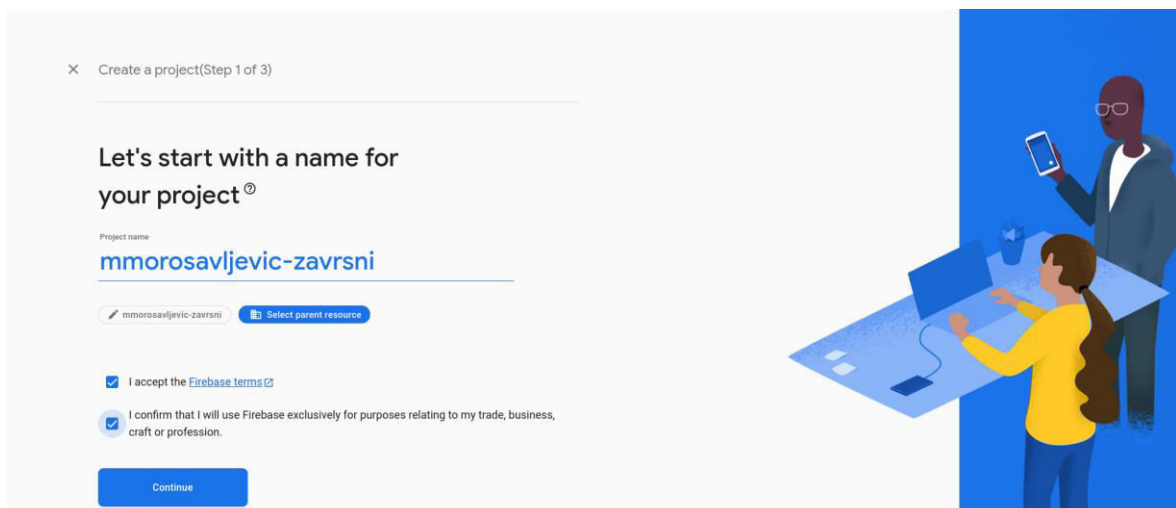 Create a project(Step 1 of 3)
Let's start with a name for
your project
Project name
mmorosavljevic-zavrsni
mmorosavljevic-zavrsni Select parent resource
I accept the Firebase terms
I confirm that I will use Firebase exclusively for purposes relating to my trade, business,
craft or profession.
Continue